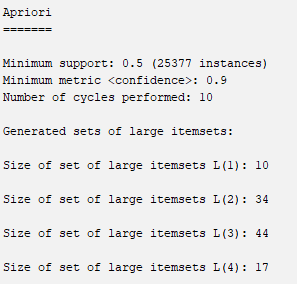 Apriori
=======
Minimum support: 0.5 (25377 instances)
Minimum metric <confidence>: 0.9
Number of cycles performed: 10
Generated sets of large itemsets:
Size of set of large itemsets L(1): 10
Size of set of large itemsets L(2): 34
Size of set of large itemsets L(3): 44
Size of set of large itemsets L(4): 17